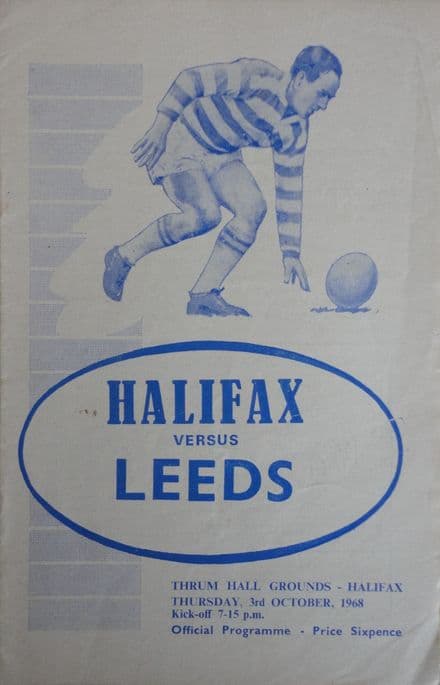 HALIFAX
VERSUS
LEEDS
THRUM HALL GROUNDS - HALIFAX
THURSDAY, 3rd OCTOBER, 1968
Kick-off 7-15 p.m.
Official Programme - Price Sixpence